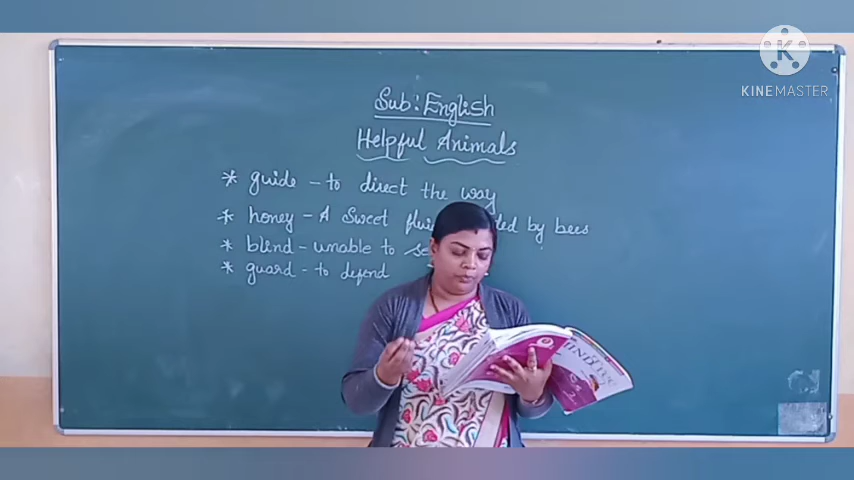 KINEMASTER
Sub: English
Helpful Animals
* guide - to direct the way
* honey - A sweet by bees
* blind - unable to
* guard - to defend